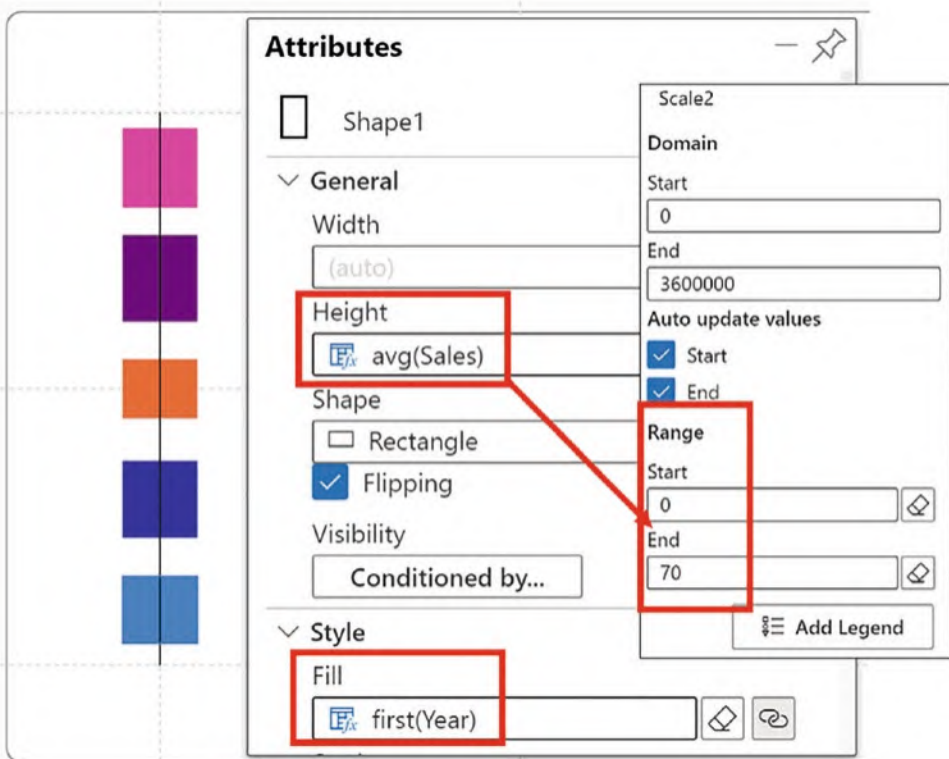 Attributes
Shape1
General
Width
(auto)
Height
avg(Sales)
Shape
Rectangle
Flipping
Visibility
Conditioned by...
Style
Fill
first(Year)
Scale2
Domain
Start
0
End
3600000
Auto update values
Start
End
Range
Start
0
End
70
Add Legend